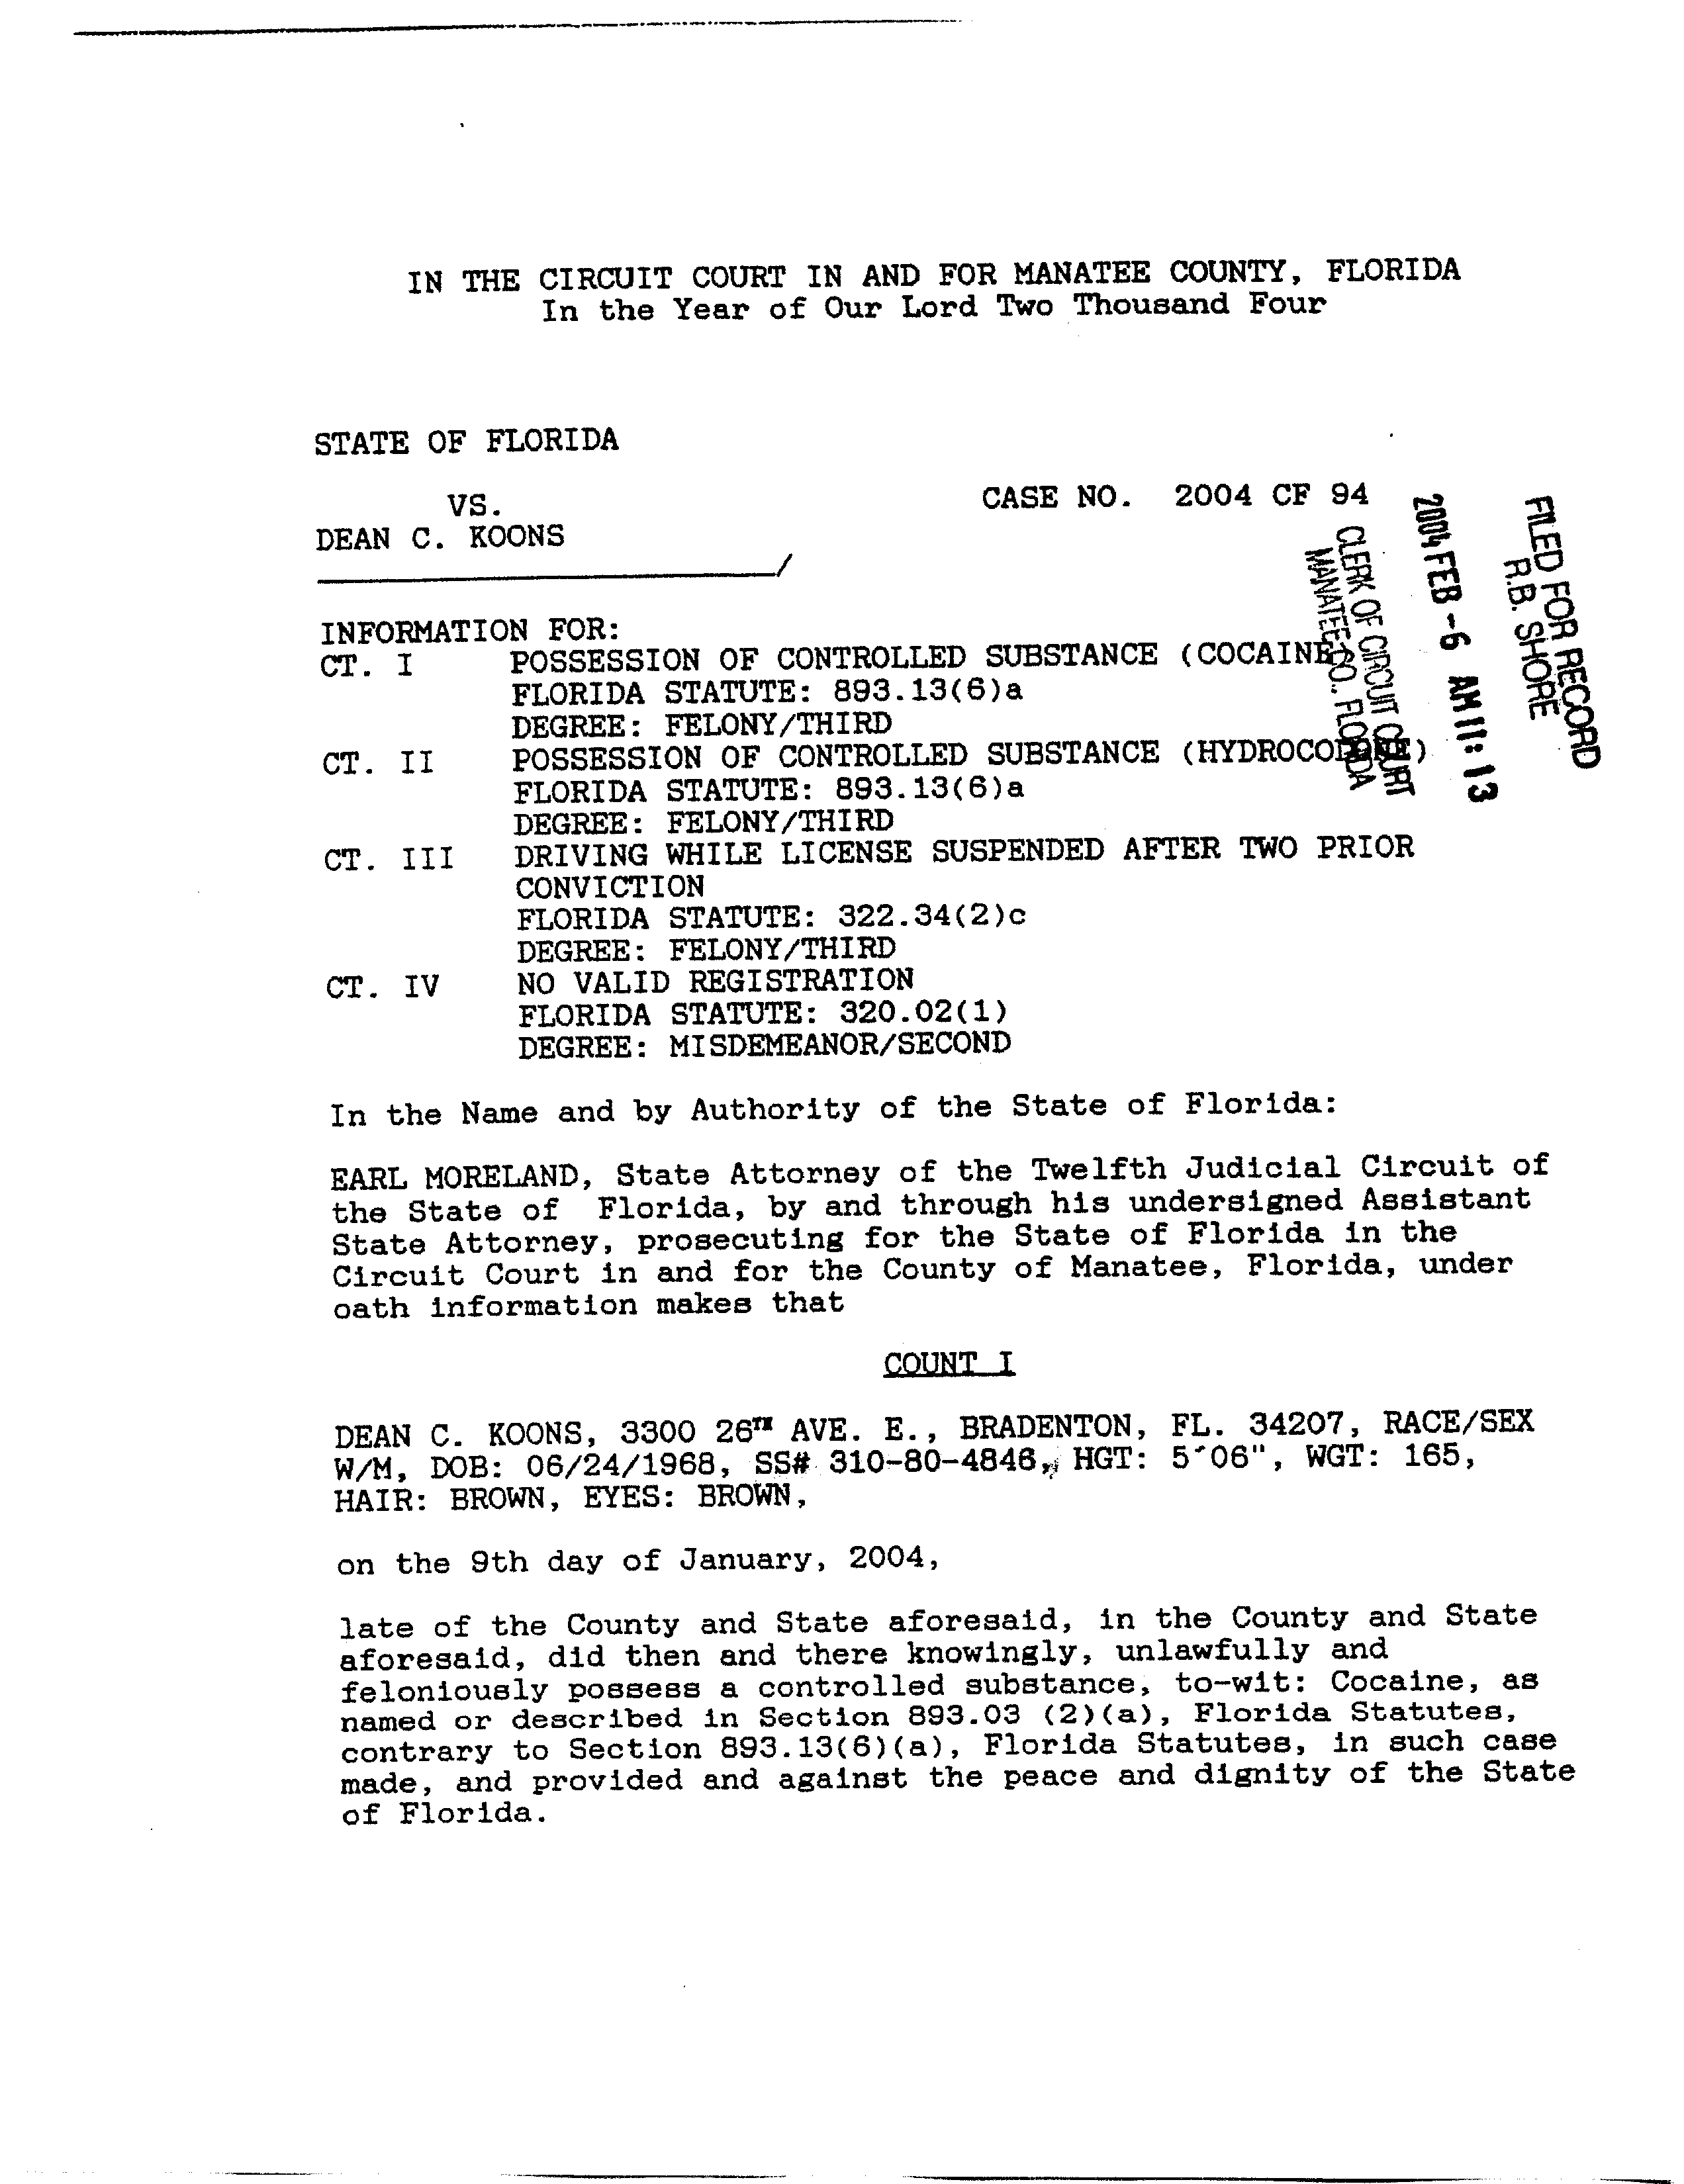 IN THE CIRCUIT COURT IN AND FOR MANATEE COUNTY, FLORIDA
In the Year of Our Lord Two Thousand Four
STATE OF FLORIDA
VS.
CASE NO. 2004 CF 94
DEAN C. KOONS
/
FILED FOR RECORD
R.B. SHORE
2004 FEB -6 AM 11:13
CLERK OF CIRCUIT COURT
MANATEE CO. FLORIDA
INFORMATION FOR:
CT. I POSSESSION OF CONTROLLED SUBSTANCE (COCAINE)
FLORIDA STATUTE: 893.13(6)a
DEGREE: FELONY/THIRD
CT. II POSSESSION OF CONTROLLED SUBSTANCE (HYDROCODONE)
FLORIDA STATUTE: 893.13(6)a
DEGREE: FELONY/THIRD
CT. III DRIVING WHILE LICENSE SUSPENDED AFTER TWO PRIOR
CONVICTION
FLORIDA STATUTE: 322.34(2)c
DEGREE: FELONY/THIRD
CT. IV NO VALID REGISTRATION
FLORIDA STATUTE: 320.02(1)
DEGREE: MISDEMEANOR/SECOND
In the Name and by Authority of the State of Florida:
EARL MORELAND, State Attorney of the Twelfth Judicial Circuit of
the State of Florida, by and through his undersigned Assistant
State Attorney, prosecuting for the State of Florida in the
Circuit Court in and for the County of Manatee, Florida, under
oath information makes that
COUNT I
DEAN C. KOONS, 3300 26TH AVE. E., BRADENTON, FL. 34207, RACE/SEX
W/M, DOB: 06/24/1968, SS# 310-80-4846, HGT: 5'06", WGT: 165,
HAIR: BROWN, EYES: BROWN,
on the 9th day of January, 2004,
late of the County and State aforesaid, in the County and State
aforesaid, did then and there knowingly, unlawfully and
feloniously possess a controlled substance, to-wit: Cocaine, as
named or described in Section 893.03 (2)(a), Florida Statutes,
contrary to Section 893.13(6)(a), Florida Statutes, in such case
made, and provided and against the peace and dignity of the State
of Florida.